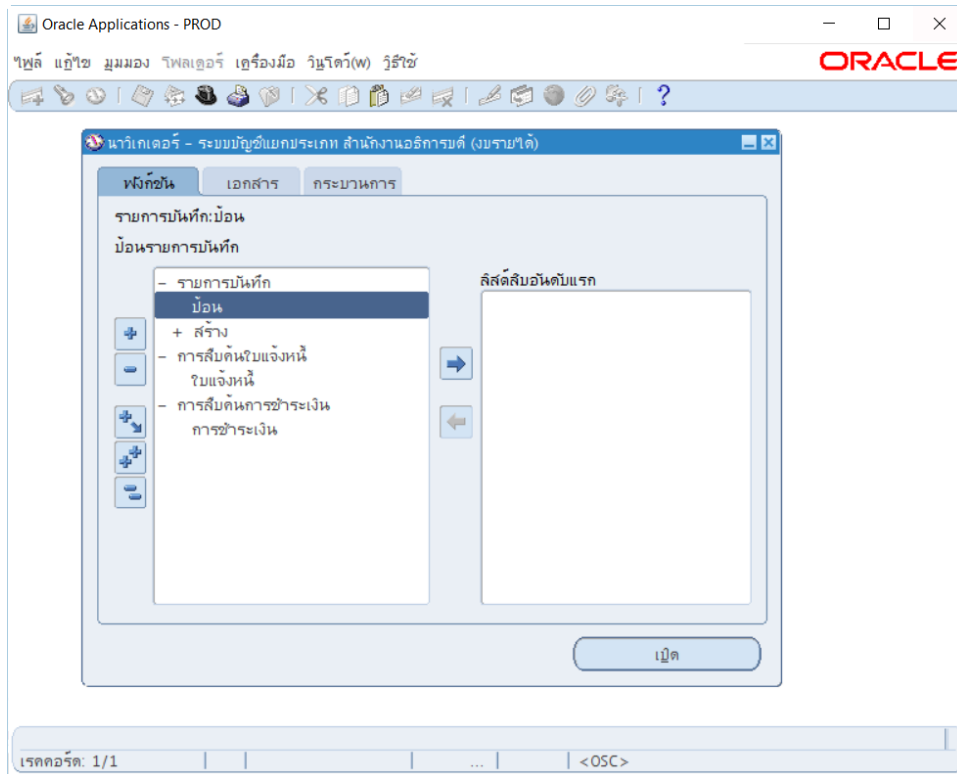 Oracle Applications - PROD
ไฟล์ แก้ไข มุมมอง โฟลเดอร์ เครื่องมือ วินโดว์(W) วิธีใช้
ORACLE
นาวิเกเตอร์ - ระบบบัญชีแยกประเภท สำนักงานอธิการบดี (งบรายได้)
ฟังก์ชัน เอกสาร กระบวนการ
รายการบันทึก:ป้อน
ป้อนรายการบันทึก
- รายการบันทึก
ป้อน
+ สร้าง
- การสืบค้นใบแจ้งหนี้
ใบแจ้งหนี้
- การสืบค้นการชำระเงิน
การชำระเงิน
ลิสต์สิบอันดับแรก
เปิด
เรคคอร์ด: 1/1 ... <OSC>